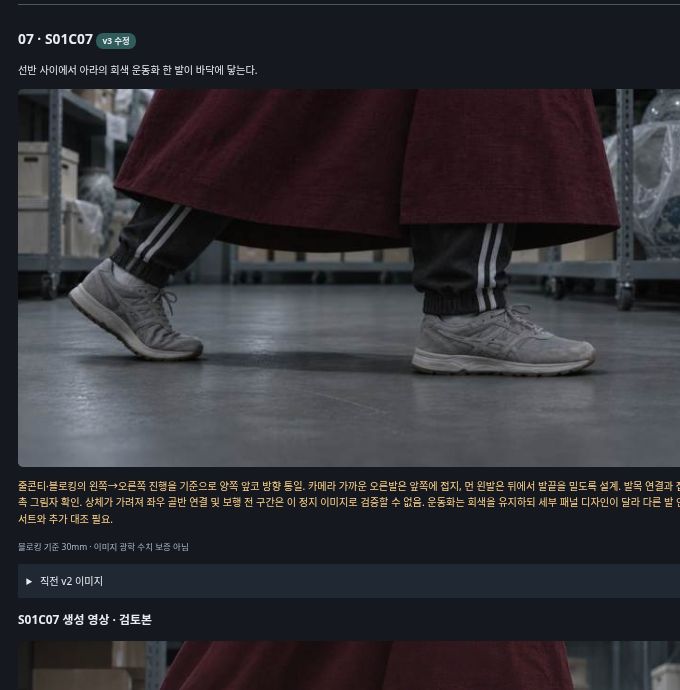 07 · S01C07 v3 수정
선반 사이에서 아라의 회색 운동화 한 발이 바닥에 닿는다.
줄콘티·블로킹의 왼쪽→오른쪽 진행을 기준으로 양쪽 앞코 방향 통일. 카메라 가까운 오른발은 앞쪽에 접지, 먼 왼발은 뒤에서 발끝을 밀도록 설계. 발목 연결과
측 그림자 확인. 상체가 가려져 좌우 골반 연결 및 보행 전 구간은 이 정지 이미지로 검증할 수 없음. 운동화는 회색을 유지하되 세부 패널 디자인이 달라 다른 발
서트와 추가 대조 필요.
블로킹 기준 30mm · 이미지 광학 수치 보증 아님
▶ 직전 v2 이미지
S01C07 생성 영상 · 검토본